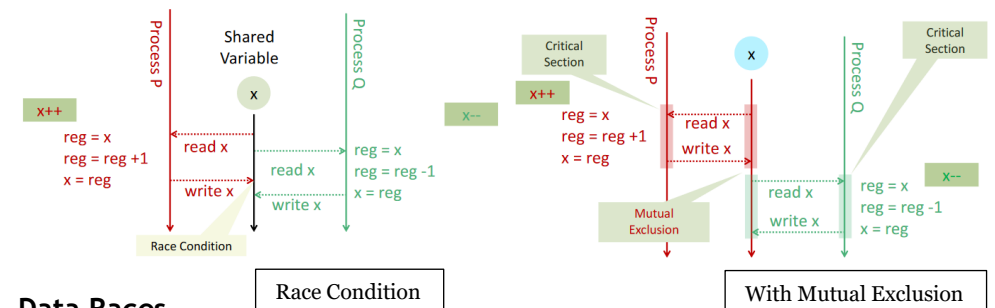 Process P
Shared
Variable
x
Process Q
x++
reg = x
reg = reg +1
x = reg
read x
read x
write x
write x
x--
reg = x
reg = reg -1
x = reg
Race Condition
Race Condition
Critical
Section
Process P
x
Process Q
Critical
Section
x++
reg = x
reg = reg +1
x = reg
read x
write x
x--
read x
write x
reg = x
reg = reg -1
x = reg
Mutual
Exclusion
With Mutual Exclusion
Data Races